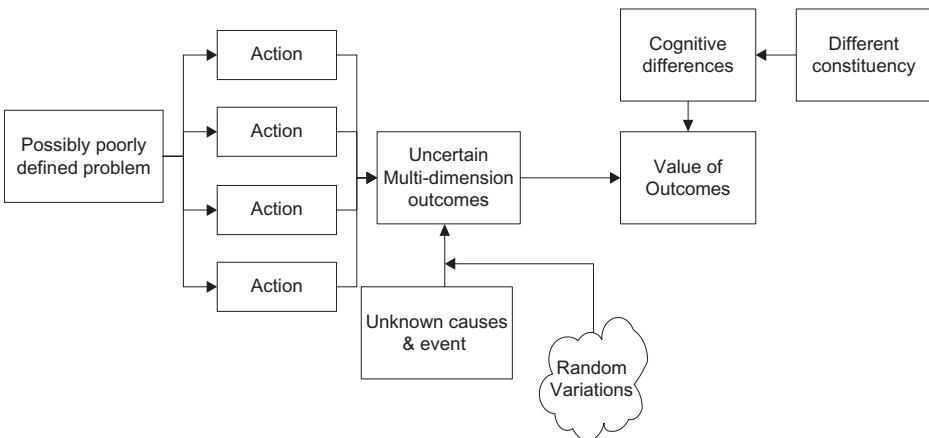 Possibly poorly
defined problem
Action
Action
Action
Action
Uncertain
Multi-dimension
outcomes
Unknown causes
& event
Random
Variations
Cognitive
differences
Different
constituency
Value of
Outcomes